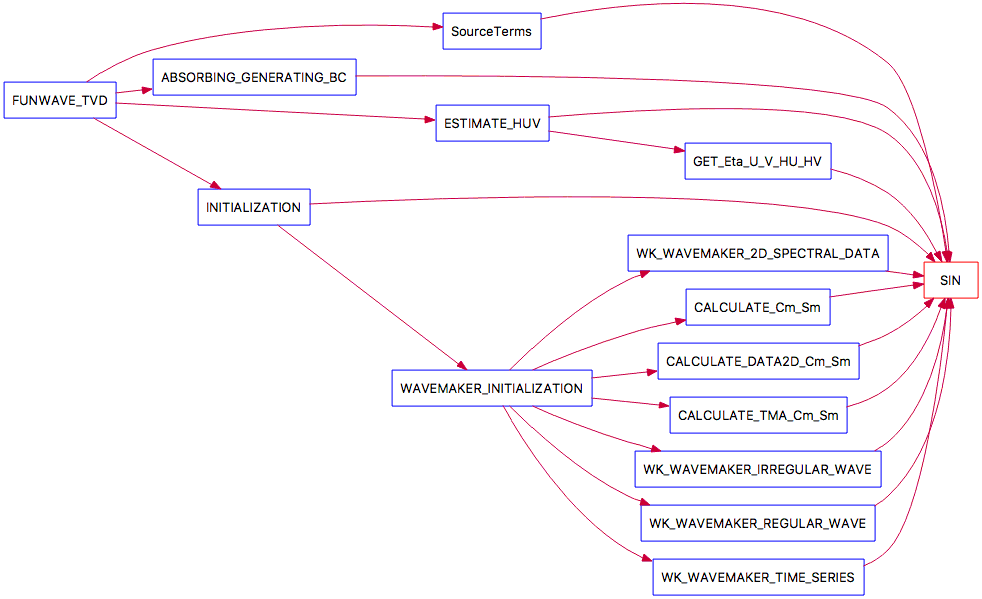 SourceTerms
ABSORBING_GENERATING_BC
FUNWAVE_TVD
ESTIMATE_HUV
GET_Eta_U_V_HU_HV
INITIALIZATION
WK_WAVEMAKER_2D_SPECTRAL_DATA
SIN
CALCULATE_Cm_Sm
CALCULATE_DATA2D_Cm_Sm
WAVEMAKER_INITIALIZATION
CALCULATE_TMA_Cm_Sm
WK_WAVEMAKER_IRREGULAR_WAVE
WK_WAVEMAKER_REGULAR_WAVE
WK_WAVEMAKER_TIME_SERIES